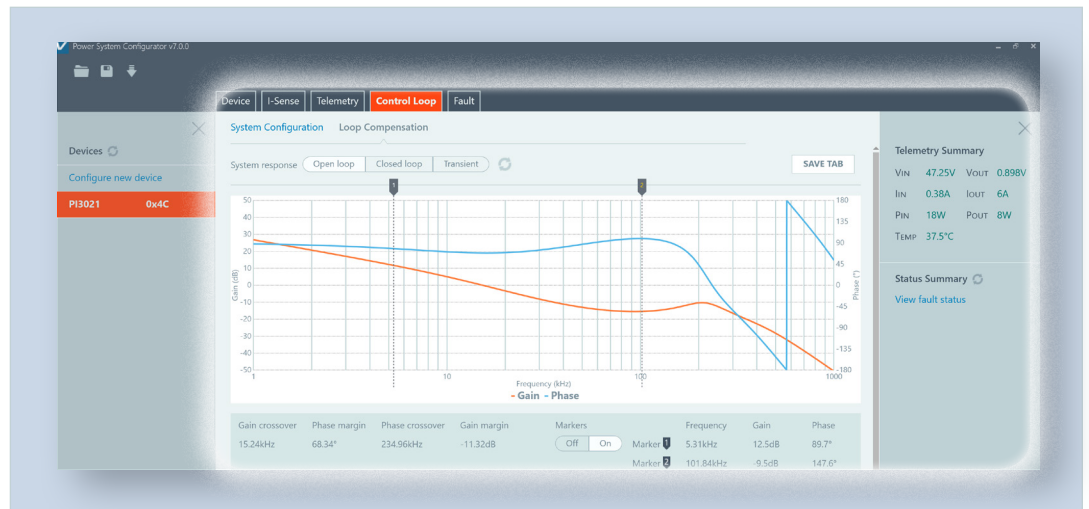 Power System Configurator v7.0.0
Device I-Sense Telemetry Control Loop Fault
Devices
Configure new device
PI3021 0x4C
System Configuration Loop Compensation
System response Open loop Closed loop Transient SAVE TAB
1 2
50 180
40 135
30
20 90
10 45
0 0
-10 -45
-20
-30 -90
-40 -135
-50 -180
Gain (dB)
Phase (°)
1 10 100 1000
Frequency (kHz)
- Gain - Phase
Gain crossover Phase margin Phase crossover Gain margin Markers Frequency Gain Phase
15.24kHz 68.34° 234.96kHz -11.32dB Off On Marker 1 5.31kHz 12.5dB 89.7°
Marker 2 101.84kHz -9.5dB 147.6°
Telemetry Summary
VIN 47.25V VOUT 0.898V
IIN 0.38A IOUT 6A
PIN 18W POUT 8W
TEMP 37.5°C
Status Summary
View fault status